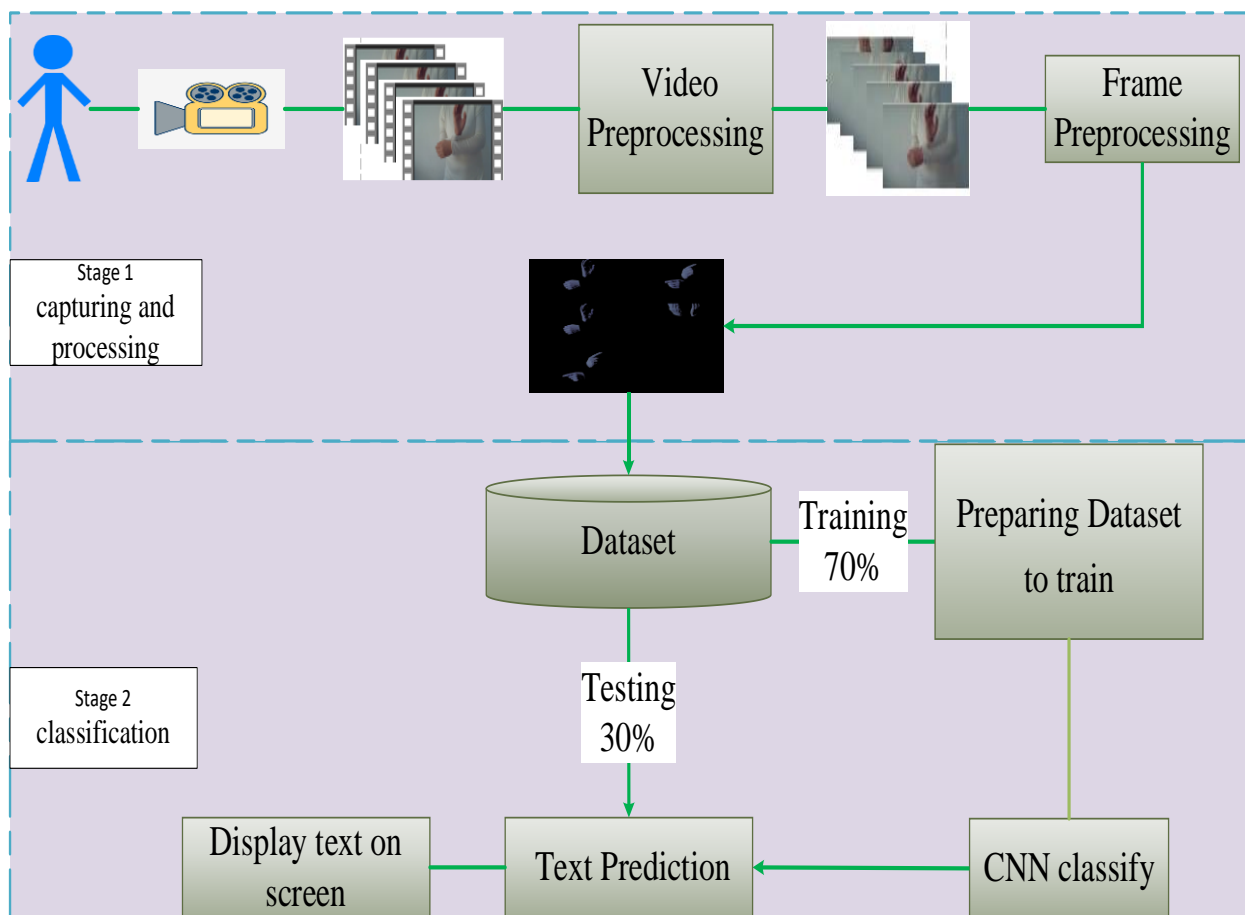 Video
Preprocessing
Frame
Preprocessing
Stage 1
capturing and
processing
Dataset
Training
70%
Preparing Dataset
to train
Testing
30%
Stage 2
classification
Display text on
screen
Text Prediction
CNN classify